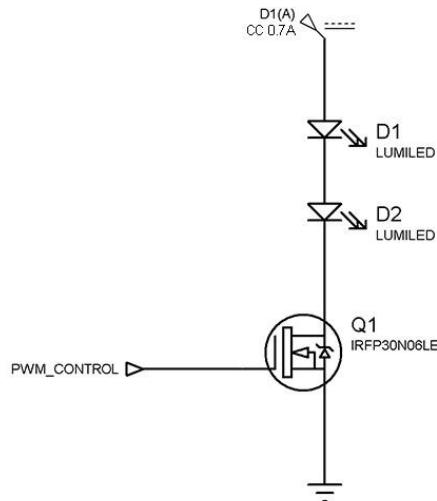 D1(A)
CC 0.7A
D1
LUMILED
D2
LUMILED
Q1
IRFP30N06LE
PWM_CONTROL